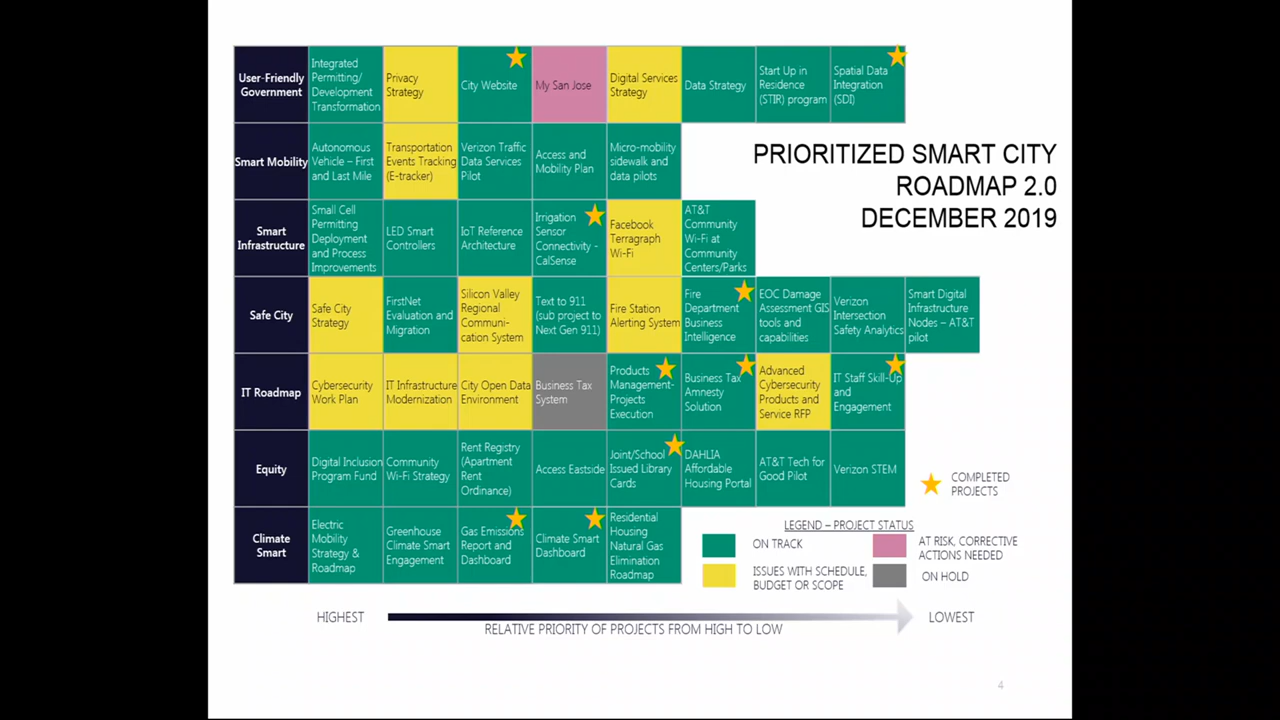 User-Friendly
Government
Integrated
Permitting/
Development
Transformation
Privacy
Strategy
City Website
My San Jose
Digital Services
Strategy
Data Strategy
Start Up in
Residence
(STIR) program
Spatial Data
Integration
(SDI)
Smart Mobility
Autonomous
Vehicle – First
and Last Mile
Transportation
Events Tracking
(E-tracker)
Verizon Traffic
Data Services
Pilot
Access and
Mobility Plan
Micro-mobility
sidewalk and
data pilots
PRIORITIZED SMART CITY
ROADMAP 2.0
DECEMBER 2019
Smart
Infrastructure
Small Cell
Permitting
Deployment
and Process
Improvements
LED Smart
Controllers
IoT Reference
Architecture
Irrigation
Sensor
Connectivity -
CalSense
Facebook
Terragraph
Wi-Fi
AT&T
Community
Wi-Fi at
Community
Centers/Parks
Safe City
Safe City
Strategy
FirstNet
Evaluation and
Migration
Silicon Valley
Regional
Communi-
cation System
Text to 911
(sub project to
Next Gen 911)
Fire Station
Alerting System
Fire
Department
Business
Intelligence
EOC Damage
Assessment GIS
tools and
capabilities
Verizon
Intersection
Safety Analytics
Smart Digital
Infrastructure
Nodes – AT&T
pilot
IT Roadmap
Cybersecurity
Work Plan
IT Infrastructure
Modernization
City Open Data
Environment
Business Tax
System
Products
Management-
Projects
Execution
Business Tax
Amnesty
Solution
Advanced
Cybersecurity
Products and
Service RFP
IT Staff Skill-Up
and
Engagement
Equity
Digital Inclusion
Program Fund
Community
Wi-Fi Strategy
Rent Registry
(Apartment
Rent
Ordinance)
Access Eastside
Joint/School
Issued Library
Cards
DAHLIA
Affordable
Housing Portal
AT&T Tech for
Good Pilot
Verizon STEM
COMPLETED
PROJECTS
Climate
Smart
Electric
Mobility
Strategy &
Roadmap
Greenhouse
Climate Smart
Engagement
Gas Emissions
Report and
Dashboard
Climate Smart
Dashboard
Residential
Housing
Natural Gas
Elimination
Roadmap
LEGEND – PROJECT STATUS
ON TRACK
AT RISK, CORRECTIVE
ACTIONS NEEDED
ISSUES WITH SCHEDULE,
BUDGET OR SCOPE
ON HOLD
HIGHEST
LOWEST
RELATIVE PRIORITY OF PROJECTS FROM HIGH TO LOW
4